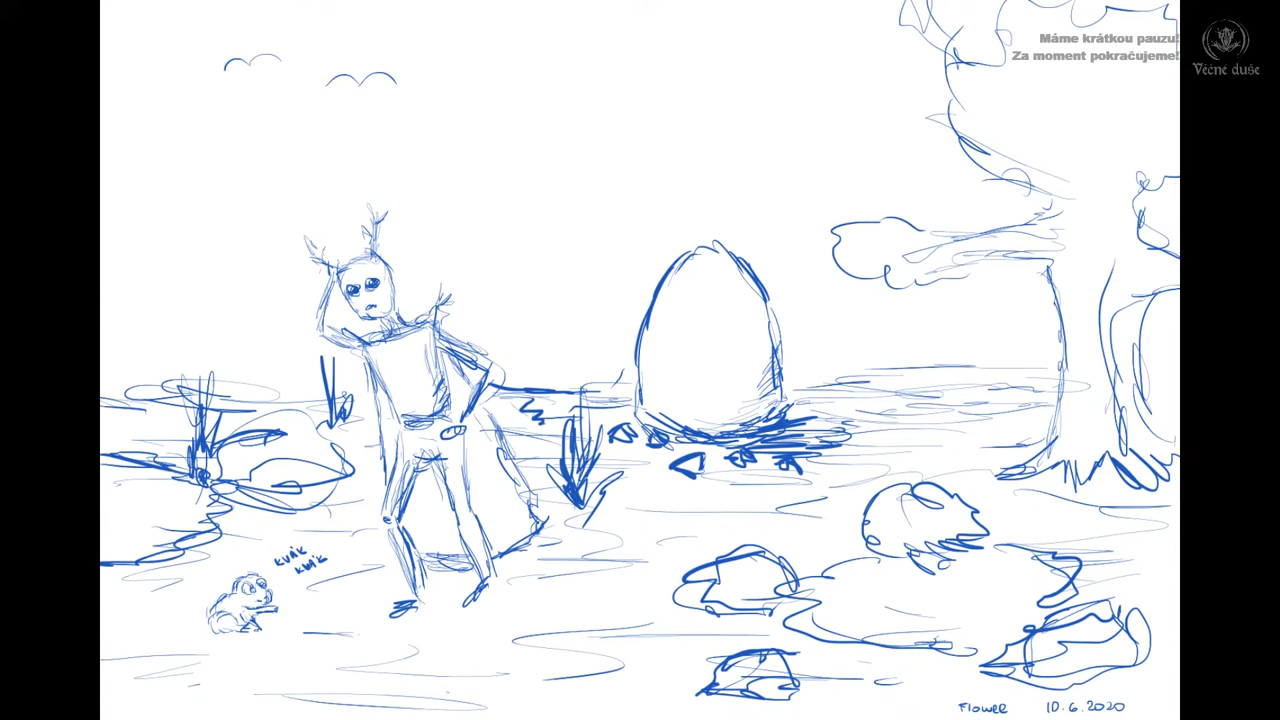 Máme krátkou pauzu!
Za moment pokračujeme!
Věčné duše
KVÁK
KVÁK
Flower 10.6.2020